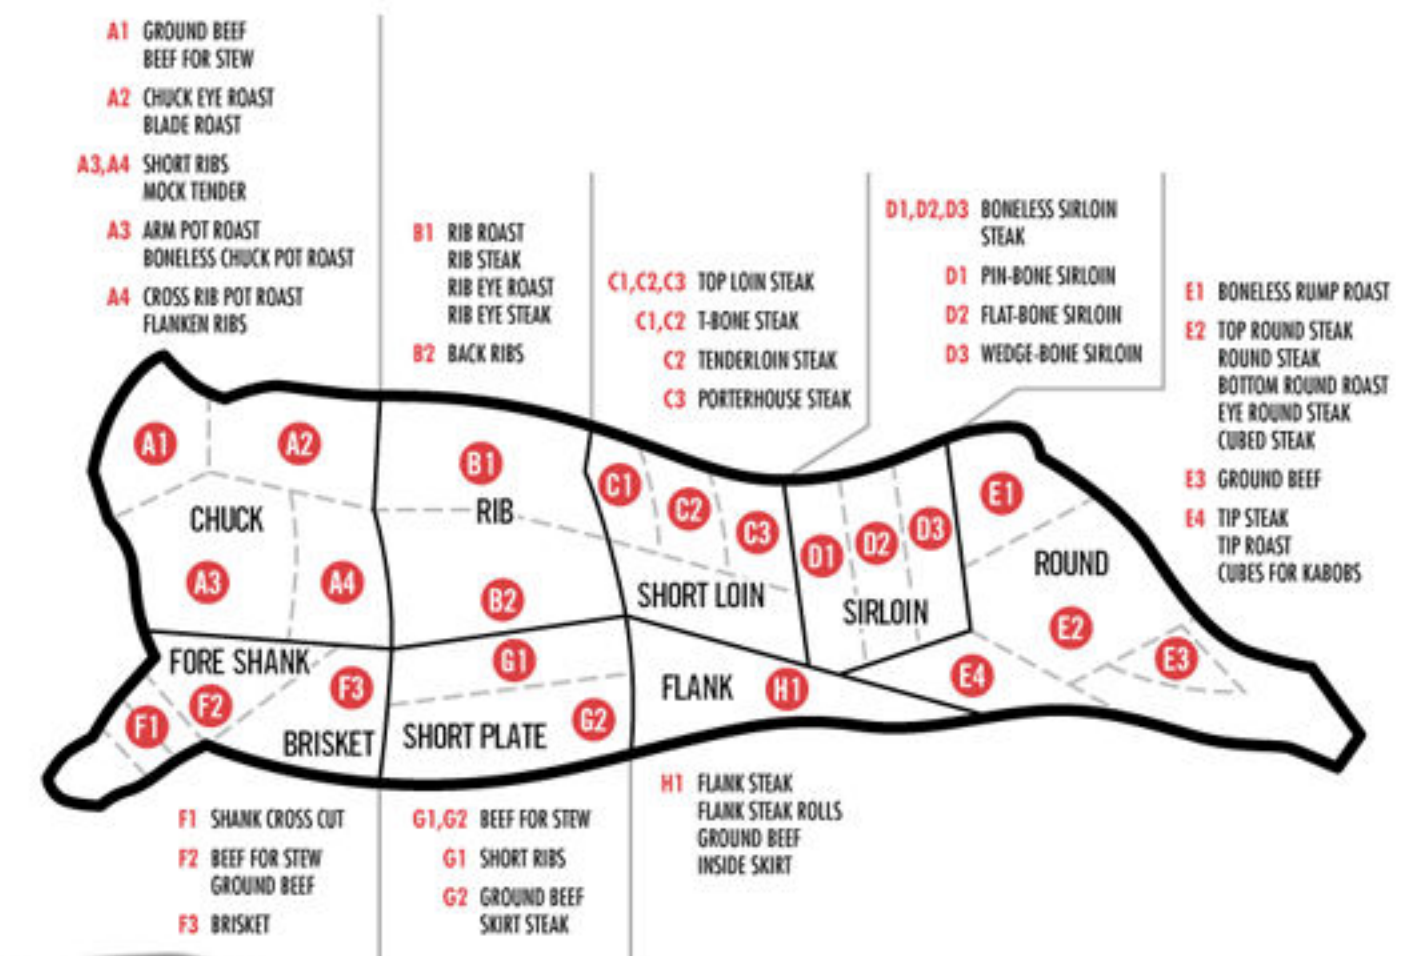 A1 GROUND BEEF
BEEF FOR STEW
A2 CHUCK EYE ROAST
BLADE ROAST
A3,A4 SHORT RIBS
MOCK TENDER
A3 ARM POT ROAST
BONELESS CHUCK POT ROAST
A4 CROSS RIB POT ROAST
FLANKEN RIBS
B1 RIB ROAST
RIB STEAK
RIB EYE ROAST
RIB EYE STEAK
B2 BACK RIBS
C1,C2,C3 TOP LOIN STEAK
C1,C2 T-BONE STEAK
C2 TENDERLOIN STEAK
C3 PORTERHOUSE STEAK
D1,D2,D3 BONELESS SIRLOIN
STEAK
D1 PIN-BONE SIRLOIN
D2 FLAT-BONE SIRLOIN
D3 WEDGE-BONE SIRLOIN
E1 BONELESS RUMP ROAST
E2 TOP ROUND STEAK
ROUND STEAK
BOTTOM ROUND ROAST
EYE ROUND STEAK
CUBED STEAK
E3 GROUND BEEF
E4 TIP STEAK
TIP ROAST
CUBES FOR KABOBS
A1
A2
CHUCK
A3
A4
B1
RIB
B2
C1
C2
C3
SHORT LOIN
D1
D2
D3
SIRLOIN
E1
ROUND
E2
E3
E4
FORE SHANK
F1
F2
F3
BRISKET
G1
SHORT PLATE
G2
FLANK
H1
F1 SHANK CROSS CUT
F2 BEEF FOR STEW
GROUND BEEF
F3 BRISKET
G1,G2 BEEF FOR STEW
G1 SHORT RIBS
G2 GROUND BEEF
SKIRT STEAK
H1 FLANK STEAK
FLANK STEAK ROLLS
GROUND BEEF
INSIDE SKIRT